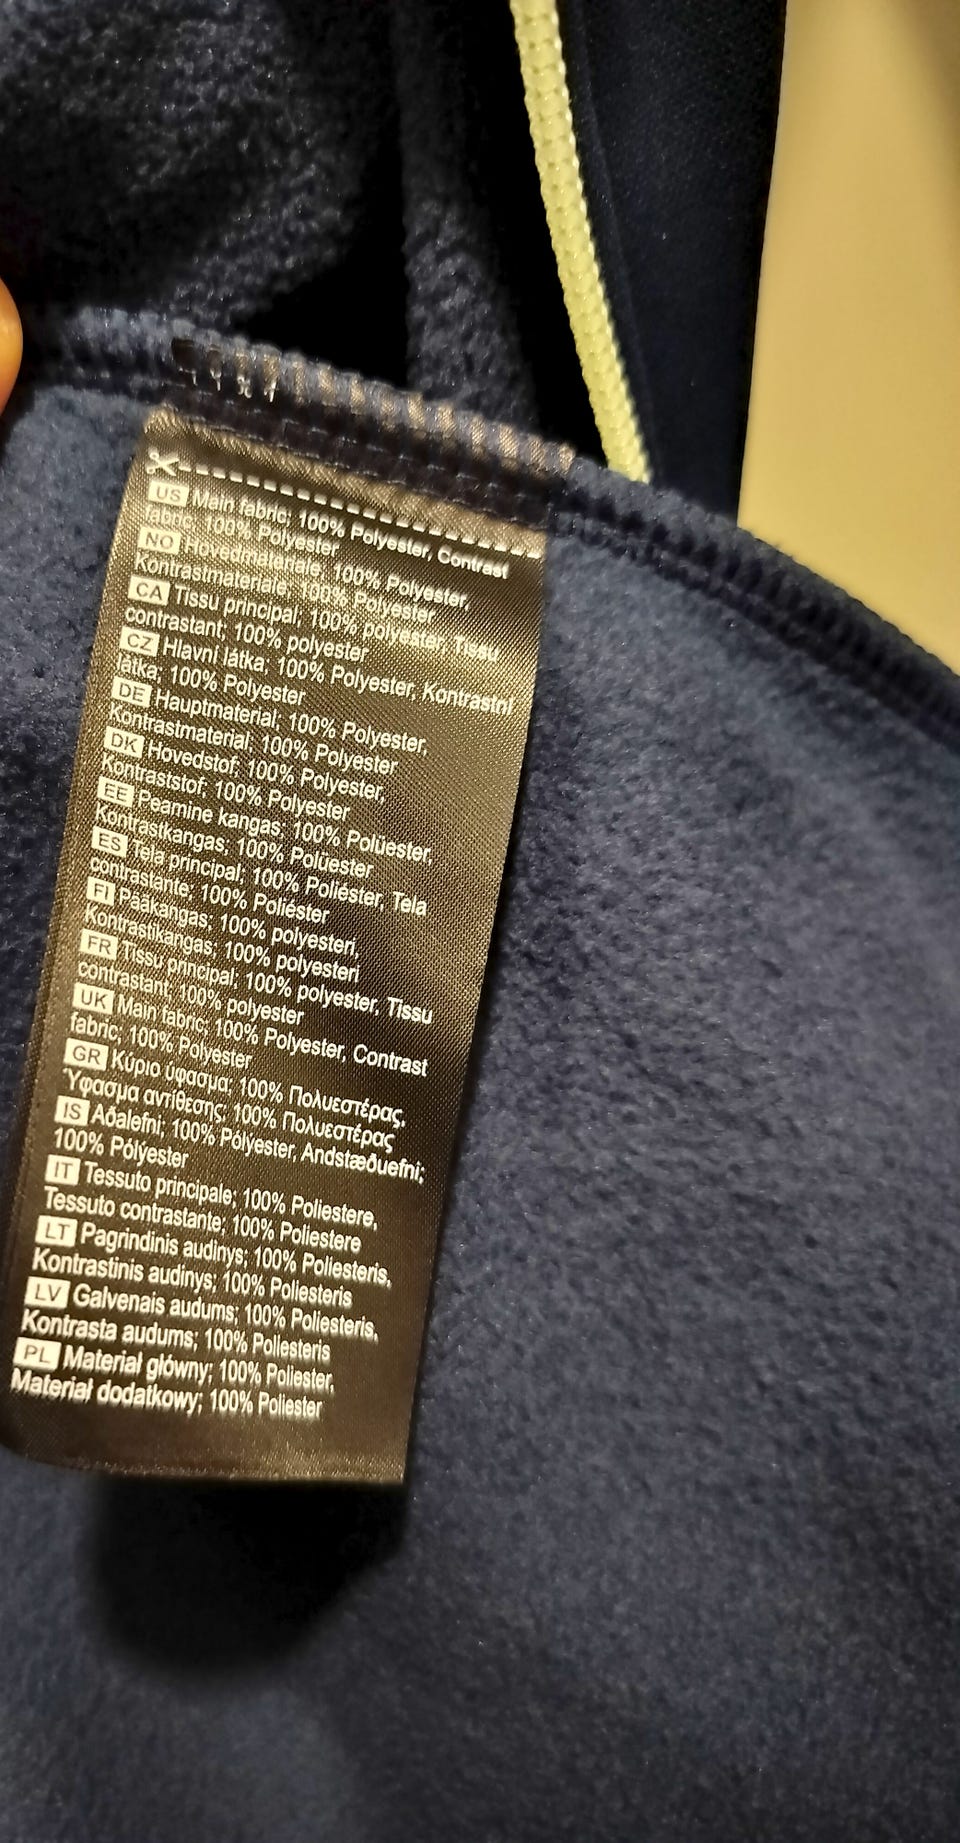 US Main fabric; 100% Polyester, Contrast
fabric; 100% Polyester
NO Hovedmateriale; 100% Polyester,
Kontrastmateriale; 100% Polyester
CA Tissu principal; 100% polyester, Tissu
contrastant; 100% polyester
CZ Hlavní látka; 100% Polyester, Kontrastní
látka; 100% Polyester
DE Hauptmaterial; 100% Polyester,
Kontrastmaterial; 100% Polyester
DK Hovedstof; 100% Polyester,
Kontraststof; 100% Polyester
EE Peamine kangas; 100% Polüester,
Kontrastkangas; 100% Polüester
ES Tela principal; 100% Poliéster, Tela
contrastante; 100% Poliéster
FI Pääkangas; 100% polyesteri,
Kontrastikangas; 100% polyesteri
FR Tissu principal; 100% polyester, Tissu
contrastant; 100% polyester
UK Main fabric; 100% Polyester, Contrast
fabric; 100% Polyester
GR Κύριο ύφασμα; 100% Πολυεστέρας,
Ύφασμα αντίθεσης; 100% Πολυεστέρας
IS Aðalefni; 100% Pólýester, Andstæðuefni;
100% Pólýester
IT Tessuto principale; 100% Poliestere,
Tessuto contrastante; 100% Poliestere
LT Pagrindinis audinys; 100% Poliesteris,
Kontrastinis audinys; 100% Poliesteris
LV Galvenais audums; 100% Poliesteris,
Kontrasta audums; 100% Poliesteris
PL Materiał główny; 100% Poliester,
Materiał dodatkowy; 100% Poliester